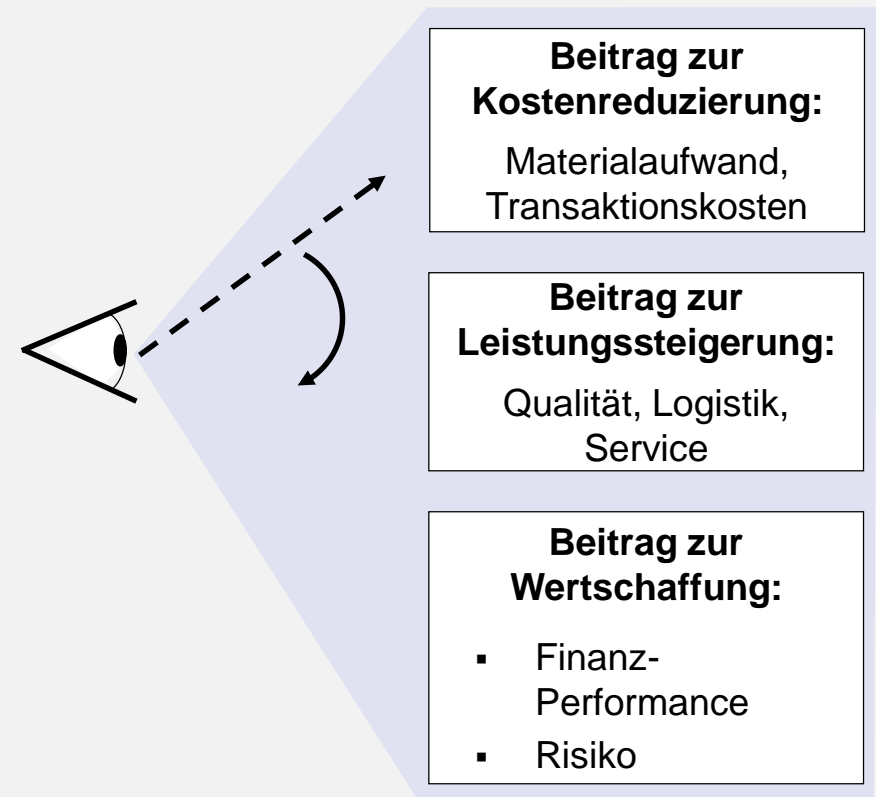 Beitrag zur
Kostenreduzierung:
Materialaufwand,
Transaktionskosten
Beitrag zur
Leistungssteigerung:
Qualität, Logistik,
Service
Beitrag zur
Wertschaffung:
▪ Finanz-
Performance
▪ Risiko